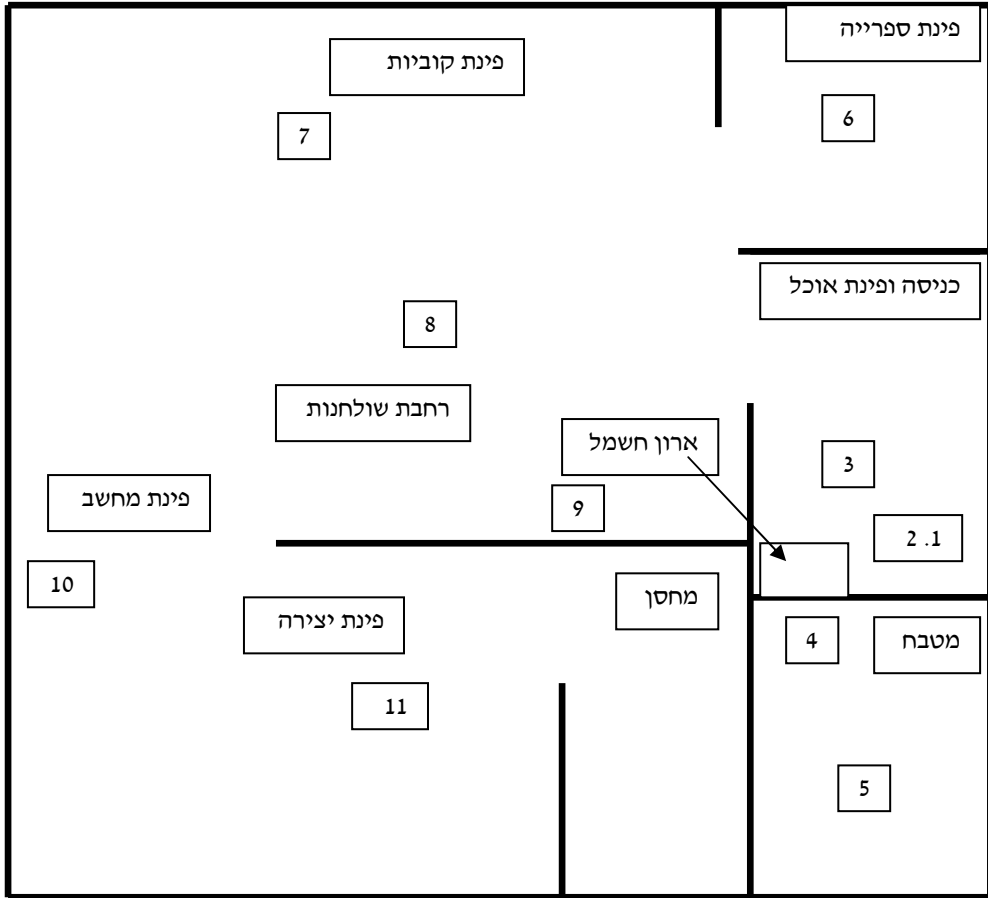 פינת ספרייה
פינת קוביות
6
7
כניסה ופינת אוכל
8
רחבת שולחנות
ארון חשמל
3
פינת מחשב
9
2 .1
10
מחסן
פינת יצירה
4
מטבח
11
5